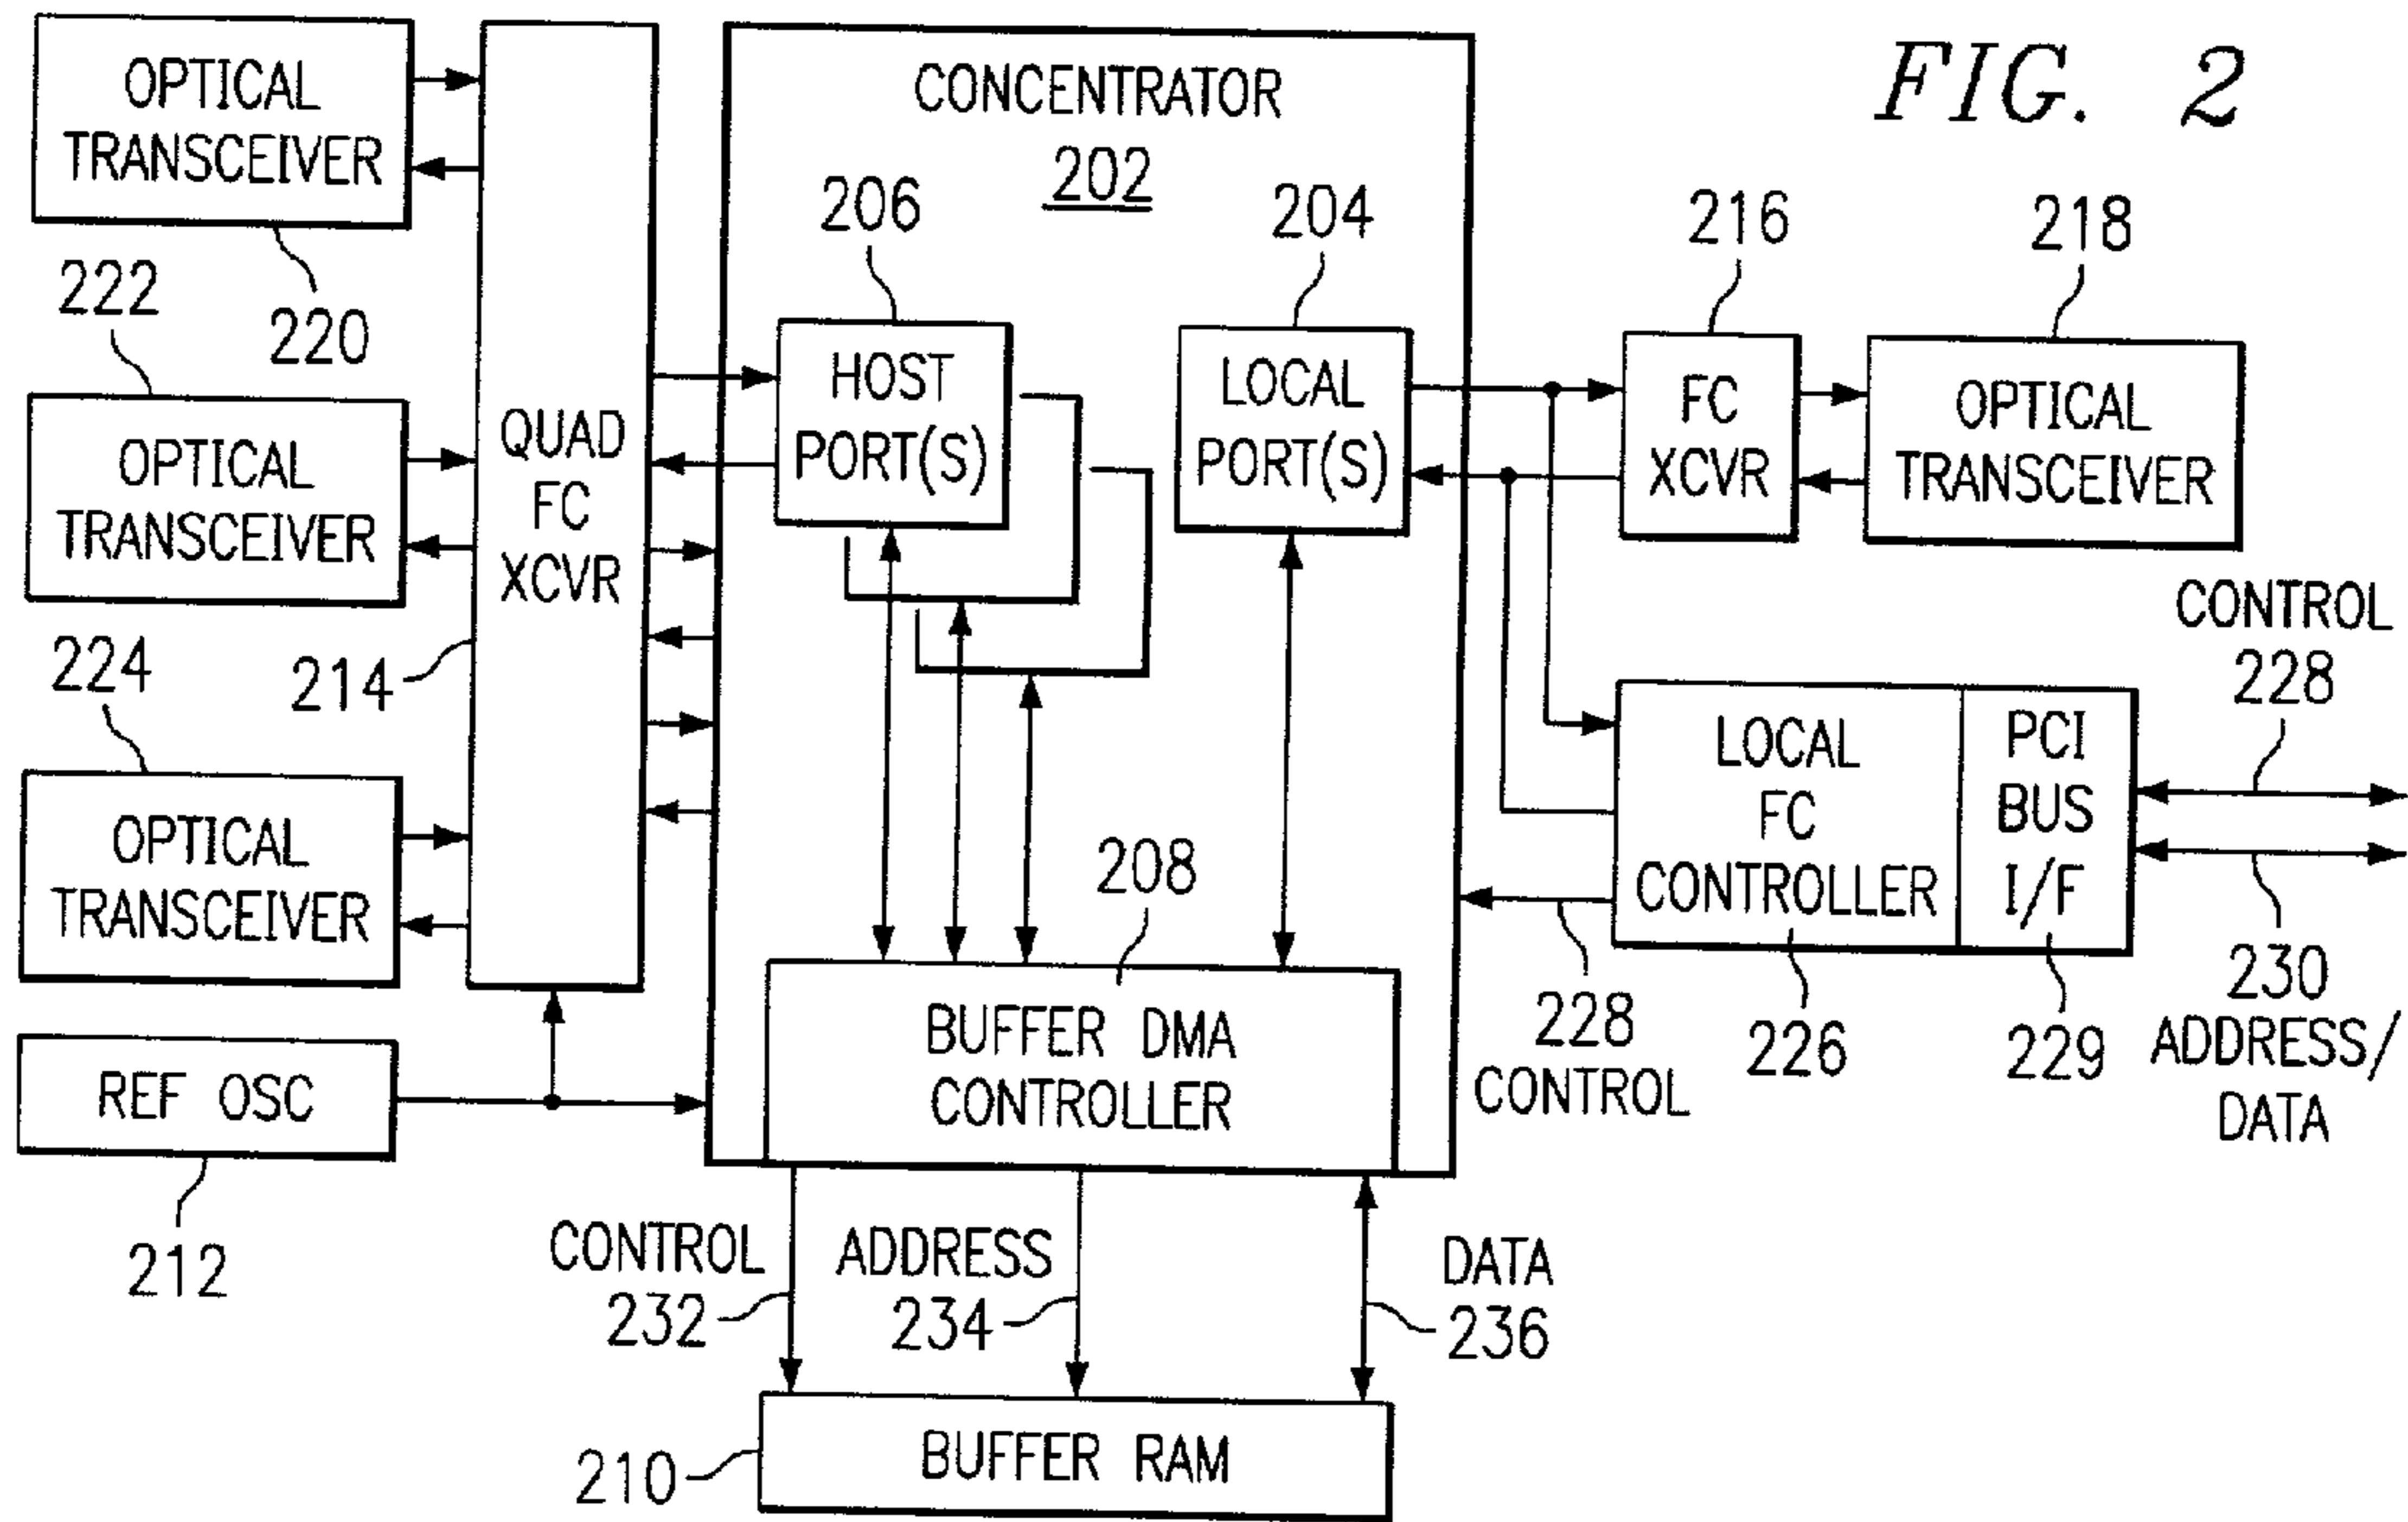 FIG. 2
OPTICAL
TRANSCEIVER
220
222
OPTICAL
TRANSCEIVER
224
OPTICAL
TRANSCEIVER
REF OSC
212
QUAD
FC
XCVR
214
CONCENTRATOR
202
206
HOST
PORT(S)
204
LOCAL
PORT(S)
208
BUFFER DMA
CONTROLLER
216
FC
XCVR
218
OPTICAL
TRANSCEIVER
CONTROL
228
LOCAL
FC
CONTROLLER
226
PCI
BUS
I/F
229
230
ADDRESS/
DATA
228
CONTROL
CONTROL
232
ADDRESS
234
DATA
236
BUFFER RAM
210